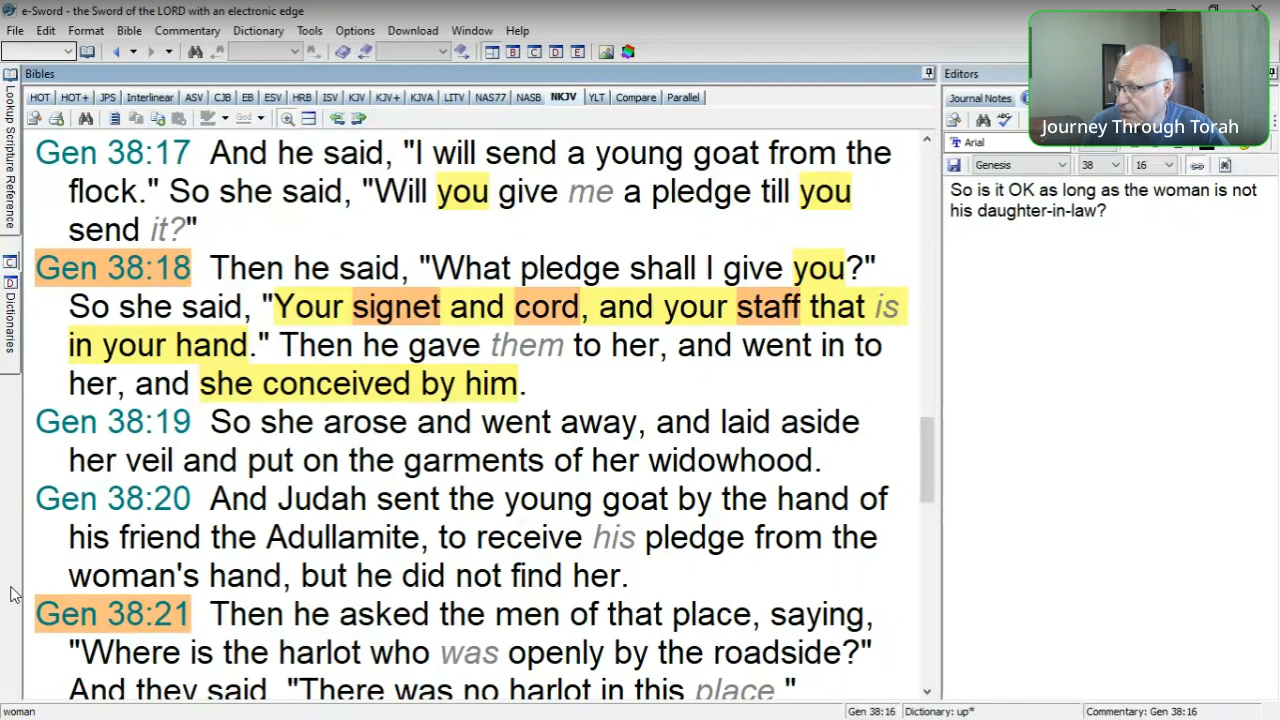 e-Sword - the Sword of the LORD with an electronic edge
File Edit Format Bible Commentary Dictionary Tools Options Download Window Help
Bibles
HOT HOT+ JPS Interlinear ASV CJB EB ESV HRB ISV KJV KJV+ KJVA LITV NAS77 NASB NKJV YLT Compare Parallel
Lookup Scripture Reference
Dictionaries
Gen 38:17 And he said, "I will send a young goat from the
flock." So she said, "Will you give me a pledge till you
send it?"
Gen 38:18 Then he said, "What pledge shall I give you?"
So she said, "Your signet and cord, and your staff that is
in your hand." Then he gave them to her, and went in to
her, and she conceived by him.
Gen 38:19 So she arose and went away, and laid aside
her veil and put on the garments of her widowhood.
Gen 38:20 And Judah sent the young goat by the hand of
his friend the Adullamite, to receive his pledge from the
woman's hand, but he did not find her.
Gen 38:21 Then he asked the men of that place, saying,
"Where is the harlot who was openly by the roadside?"
And they said, "There was no harlot in this place."
Editors
Journal Notes
Journey Through Torah
Arial
Genesis 38 16
So is it OK as long as the woman is not
his daughter-in-law?
woman
Gen 38:16 Dictionary: up* Commentary: Gen 38:16